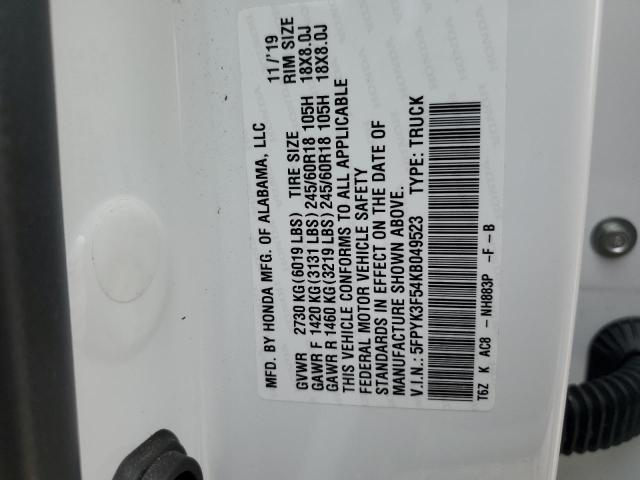 MFD. BY HONDA MFG. OF ALABAMA, LLC 11/'19
GVWR 2730 KG(6019 LBS) TIRE SIZE RIM SIZE
GAWR F 1420 KG(3131 LBS)245/60R18 105H 18X8.0J
GAWR R 1460 KG(3219 LBS)245/60R18 105H 18X8.0J
THIS VEHICLE CONFORMS TO ALL APPLICABLE
FEDERAL MOTOR VEHICLE SAFETY
STANDARDS IN EFFECT ON THE DATE OF
MANUFACTURE SHOWN ABOVE.
V.I.N.:5FPYK3F54KB049523 TYPE: TRUCK
T6Z K AC8 - NH883P -F-B